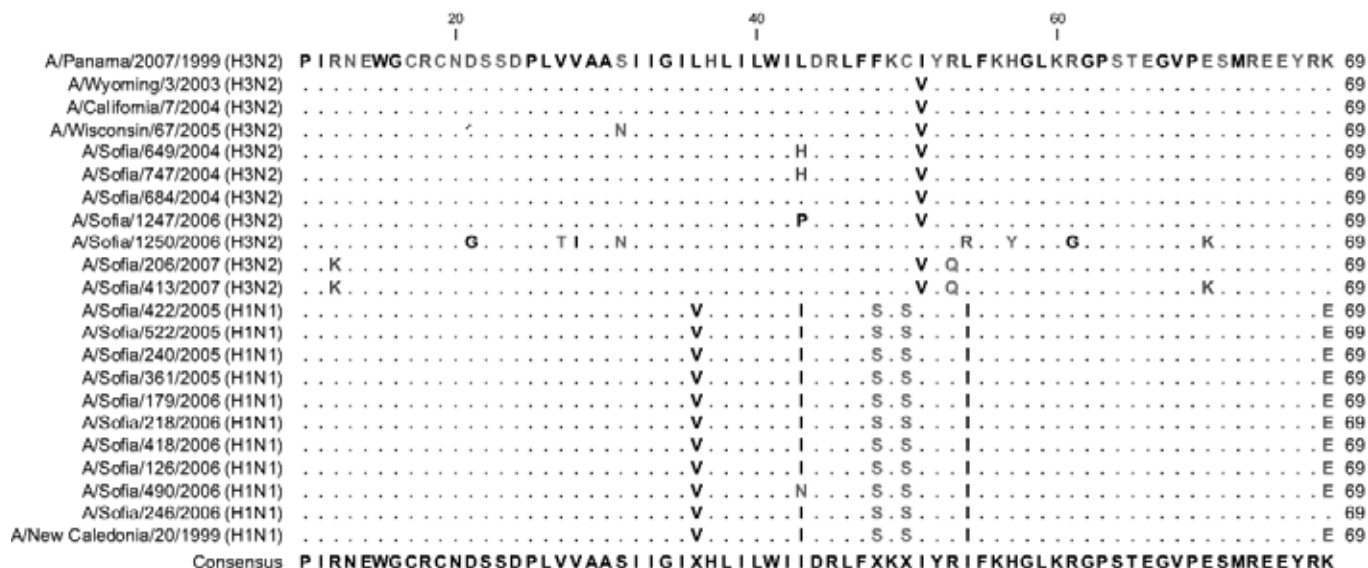 20 40 60
A/Panama/2007/1999 (H3N2) PIRNEWGCRCNDSSDPLVVAASIIGILHLILWILDRLFFKCIYRLFKHGLKRGPSTEGVPESMREEYRK 69
A/Wyoming/3/2003 (H3N2) .........................................V........................... 69
A/California/7/2004 (H3N2) .........................................V........................... 69
A/Wisconsin/67/2005 (H3N2) .....................N...................V........................... 69
A/Sofia/649/2004 (H3N2) .................................H.......V........................... 69
A/Sofia/747/2004 (H3N2) .................................H.......V........................... 69
A/Sofia/684/2004 (H3N2) .........................................V........................... 69
A/Sofia/1247/2006 (H3N2) .................................P.......V........................... 69
A/Sofia/1250/2006 (H3N2) ...........G.....TI..N......................R..Y...G........K........ 69
A/Sofia/206/2007 (H3N2) ..K......................................V.Q......................... 69
A/Sofia/413/2007 (H3N2) ..K......................................V.Q................K........ 69
A/Sofia/422/2005 (H1N1) ..........................V......I....S.S...I.......................E 69
A/Sofia/522/2005 (H1N1) ..........................V......I....S.S...I.......................E 69
A/Sofia/240/2005 (H1N1) ..........................V......I....S.S...I.......................E 69
A/Sofia/361/2005 (H1N1) ..........................V......I....S.S...I.......................E 69
A/Sofia/179/2006 (H1N1) ..........................V......I....S.S...I.......................E 69
A/Sofia/218/2006 (H1N1) ..........................V......I....S.S...I.......................E 69
A/Sofia/418/2006 (H1N1) ..........................V......I....S.S...I.......................E 69
A/Sofia/126/2006 (H1N1) ..........................V......I....S.S...I.......................E 69
A/Sofia/490/2006 (H1N1) ..........................V......N....S.S...I.......................E 69
A/Sofia/246/2006 (H1N1) ..........................V......I....S.S...I........................ 69
A/New Caledonia/20/1999 (H1N1) ..........................V......I....S.S...I.......................E 69
Consensus PIRNEWGCRCNDSSDPLVVAASIIGIXHLILWIIDRLFXKXIYRIFKHGLKRGPSTEGVPESMREEYRK